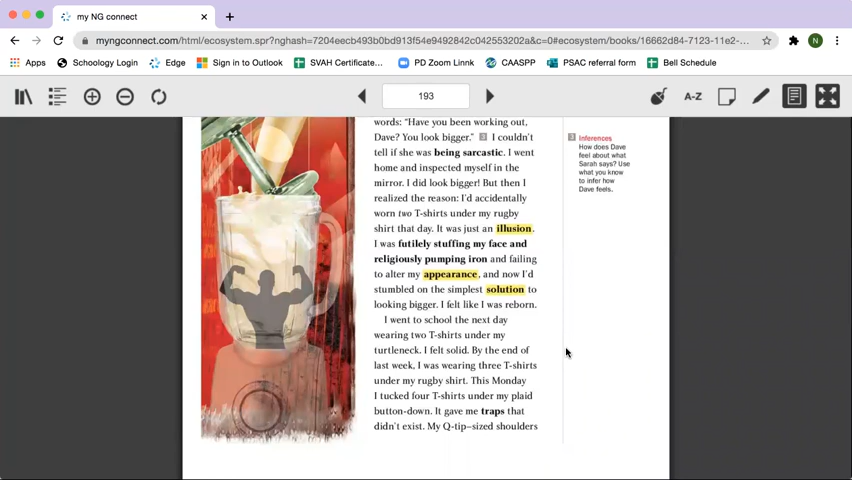 my NG connect
myngconnect.com/html/ecosystem.spr?nghash=7204eecb493b0bd913f54e9492842c042553202a&c=0#ecosystem/books/16662d84-7123-11e2-...
N
Apps
Schoology Login
Edge
Sign in to Outlook
SVAH Certificate...
PD Zoom Linnk
CAASPP
PSAC referral form
Bell Schedule
193
A-Z
words: “Have you been working out,
Dave? You look bigger.” 3 I couldn't
tell if she was being sarcastic. I went
home and inspected myself in the
mirror. I did look bigger! But then I
realized the reason: I'd accidentally
worn two T-shirts under my rugby
shirt that day. It was just an illusion.
I was futilely stuffing my face and
religiously pumping iron and failing
to alter my appearance, and now I'd
stumbled on the simplest solution to
looking bigger. I felt like I was reborn.
I went to school the next day
wearing two T-shirts under my
turtleneck. I felt solid. By the end of
last week, I was wearing three T-shirts
under my rugby shirt. This Monday
I tucked four T-shirts under my plaid
button-down. It gave me traps that
didn't exist. My Q-tip–sized shoulders
3 Inferences
How does Dave
feel about what
Sarah says? Use
what you know
to infer how
Dave feels.